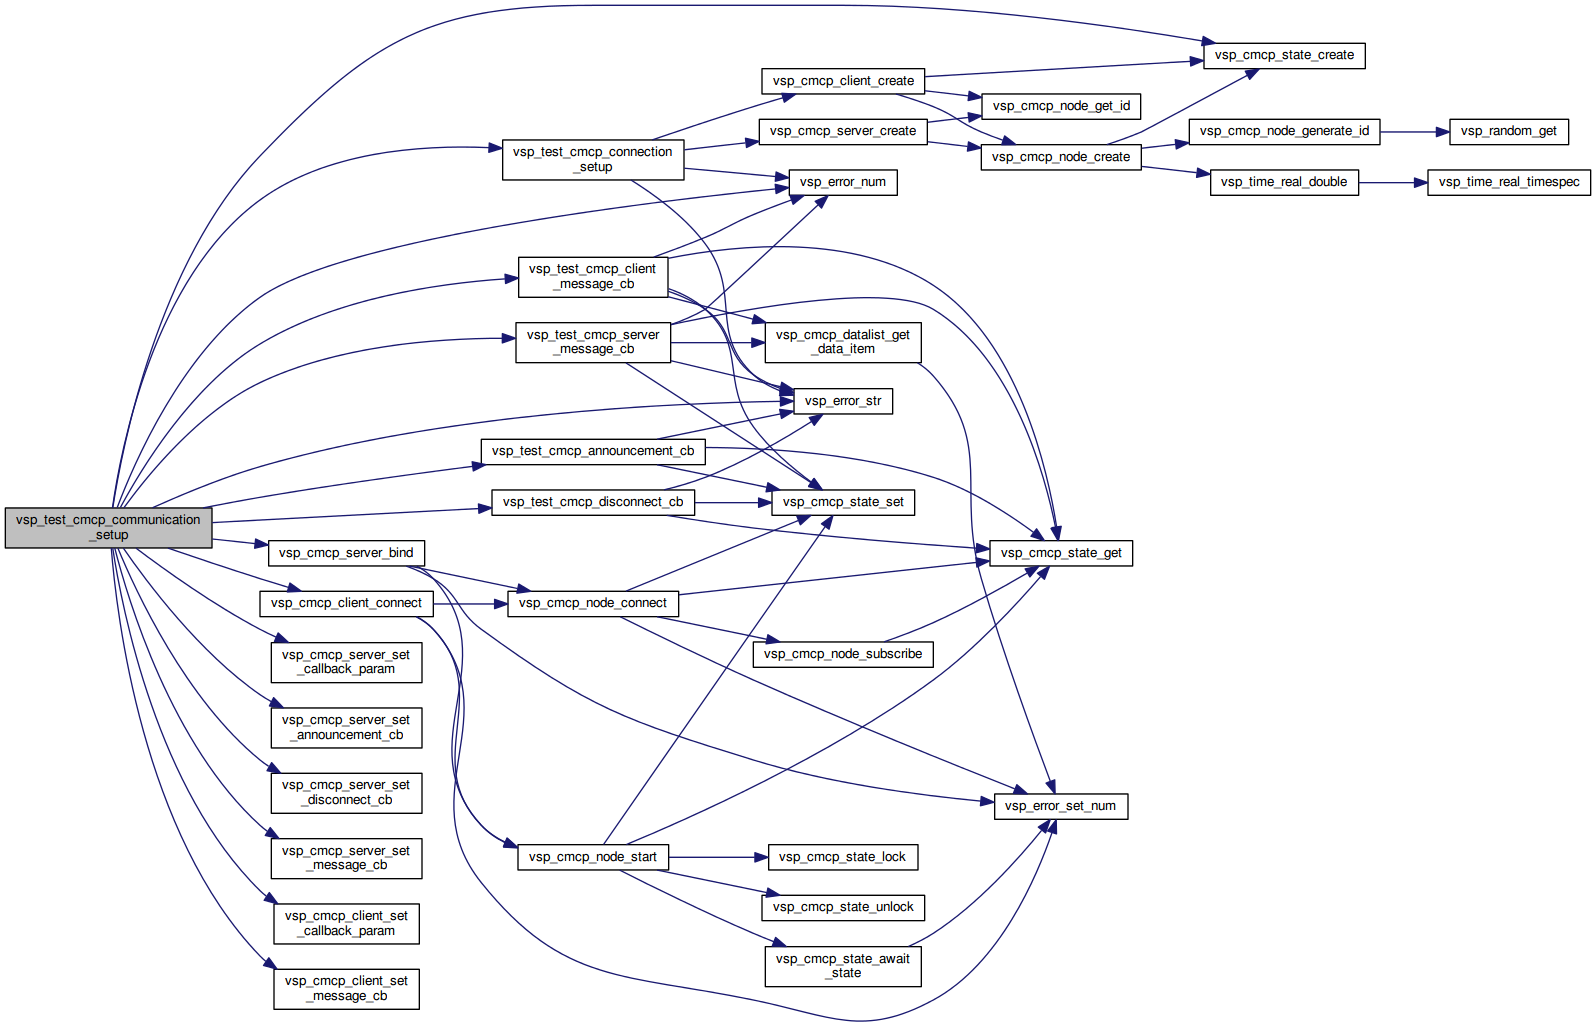 vsp_cmcp_state_create
vsp_cmcp_client_create
vsp_cmcp_node_get_id
vsp_cmcp_server_create
vsp_cmcp_node_generate_id
vsp_random_get
vsp_test_cmcp_connection
_setup
vsp_cmcp_node_create
vsp_error_num
vsp_time_real_double
vsp_time_real_timespec
vsp_test_cmcp_client
_message_cb
vsp_test_cmcp_server
_message_cb
vsp_cmcp_datalist_get
_data_item
vsp_error_str
vsp_test_cmcp_announcement_cb
vsp_test_cmcp_disconnect_cb
vsp_cmcp_state_set
vsp_test_cmcp_communication
_setup
vsp_cmcp_server_bind
vsp_cmcp_state_get
vsp_cmcp_client_connect
vsp_cmcp_node_connect
vsp_cmcp_server_set
_callback_param
vsp_cmcp_node_subscribe
vsp_cmcp_server_set
_announcement_cb
vsp_cmcp_server_set
_disconnect_cb
vsp_error_set_num
vsp_cmcp_server_set
_message_cb
vsp_cmcp_node_start
vsp_cmcp_state_lock
vsp_cmcp_state_unlock
vsp_cmcp_client_set
_callback_param
vsp_cmcp_state_await
_state
vsp_cmcp_client_set
_message_cb